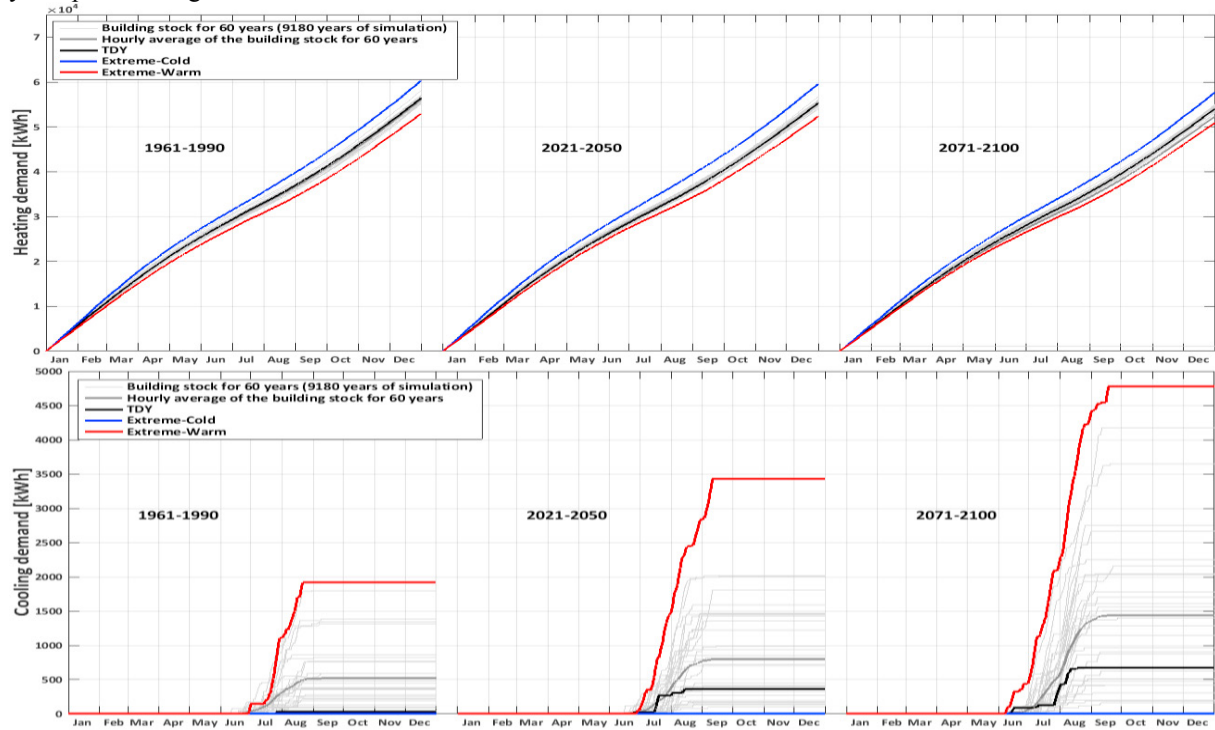 × 10⁴
Building stock for 60 years (9180 years of simulation)
Hourly average of the building stock for 60 years
TDY
Extreme-Cold
Extreme-Warm
Heating demand [kWh]
7
6
5
4
3
2
1
0
1961-1990
2021-2050
2071-2100
Jan Feb Mar Apr May Jun Jul Aug Sep Oct Nov Dec
Jan Feb Mar Apr May Jun Jul Aug Sep Oct Nov Dec
Jan Feb Mar Apr May Jun Jul Aug Sep Oct Nov Dec
Building stock for 60 years (9180 years of simulation)
Hourly average of the building stock for 60 years
TDY
Extreme-Cold
Extreme-Warm
Cooling demand [kWh]
5000
4500
4000
3500
3000
2500
2000
1500
1000
500
0
1961-1990
2021-2050
2071-2100
Jan Feb Mar Apr May Jun Jul Aug Sep Oct Nov Dec
Jan Feb Mar Apr May Jun Jul Aug Sep Oct Nov Dec
Jan Feb Mar Apr May Jun Jul Aug Sep Oct Nov Dec